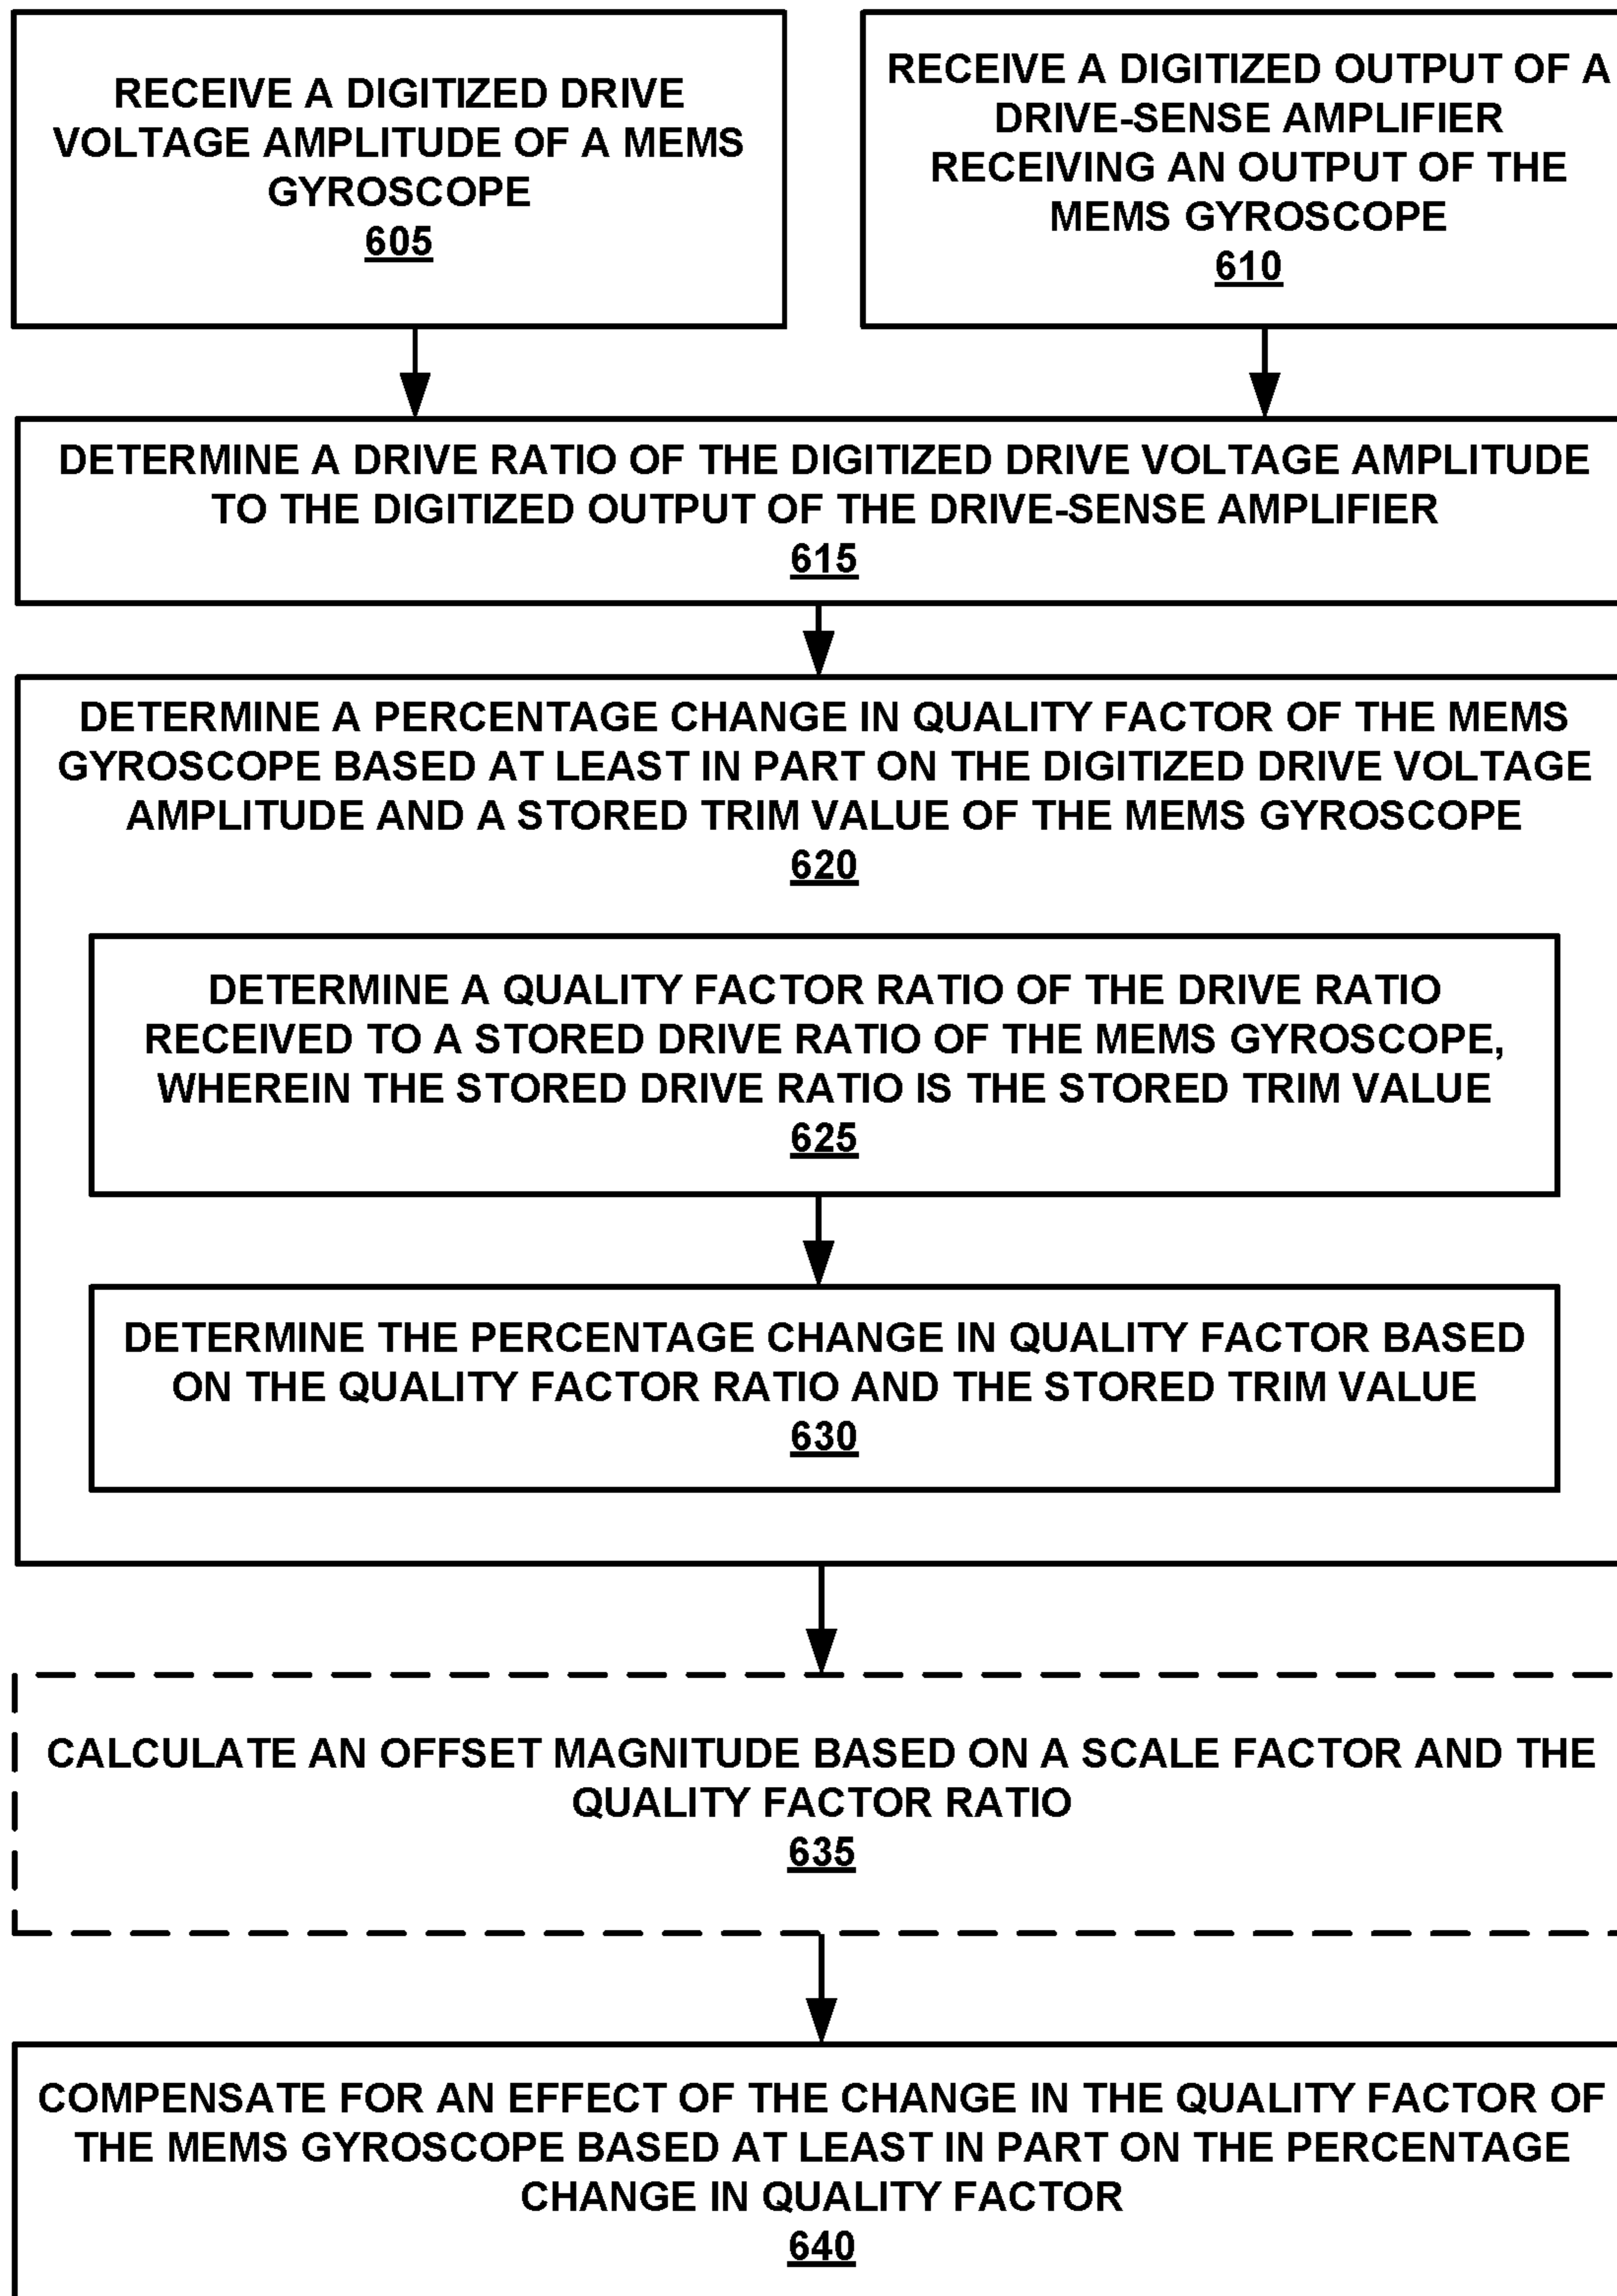 RECEIVE A DIGITIZED DRIVE
VOLTAGE AMPLITUDE OF A MEMS
GYROSCOPE
605
RECEIVE A DIGITIZED OUTPUT OF A
DRIVE-SENSE AMPLIFIER
RECEIVING AN OUTPUT OF THE
MEMS GYROSCOPE
610
DETERMINE A DRIVE RATIO OF THE DIGITIZED DRIVE VOLTAGE AMPLITUDE
TO THE DIGITIZED OUTPUT OF THE DRIVE-SENSE AMPLIFIER
615
DETERMINE A PERCENTAGE CHANGE IN QUALITY FACTOR OF THE MEMS
GYROSCOPE BASED AT LEAST IN PART ON THE DIGITIZED DRIVE VOLTAGE
AMPLITUDE AND A STORED TRIM VALUE OF THE MEMS GYROSCOPE
620
DETERMINE A QUALITY FACTOR RATIO OF THE DRIVE RATIO
RECEIVED TO A STORED DRIVE RATIO OF THE MEMS GYROSCOPE,
WHEREIN THE STORED DRIVE RATIO IS THE STORED TRIM VALUE
625
DETERMINE THE PERCENTAGE CHANGE IN QUALITY FACTOR BASED
ON THE QUALITY FACTOR RATIO AND THE STORED TRIM VALUE
630
CALCULATE AN OFFSET MAGNITUDE BASED ON A SCALE FACTOR AND THE
QUALITY FACTOR RATIO
635
COMPENSATE FOR AN EFFECT OF THE CHANGE IN THE QUALITY FACTOR OF
THE MEMS GYROSCOPE BASED AT LEAST IN PART ON THE PERCENTAGE
CHANGE IN QUALITY FACTOR
640